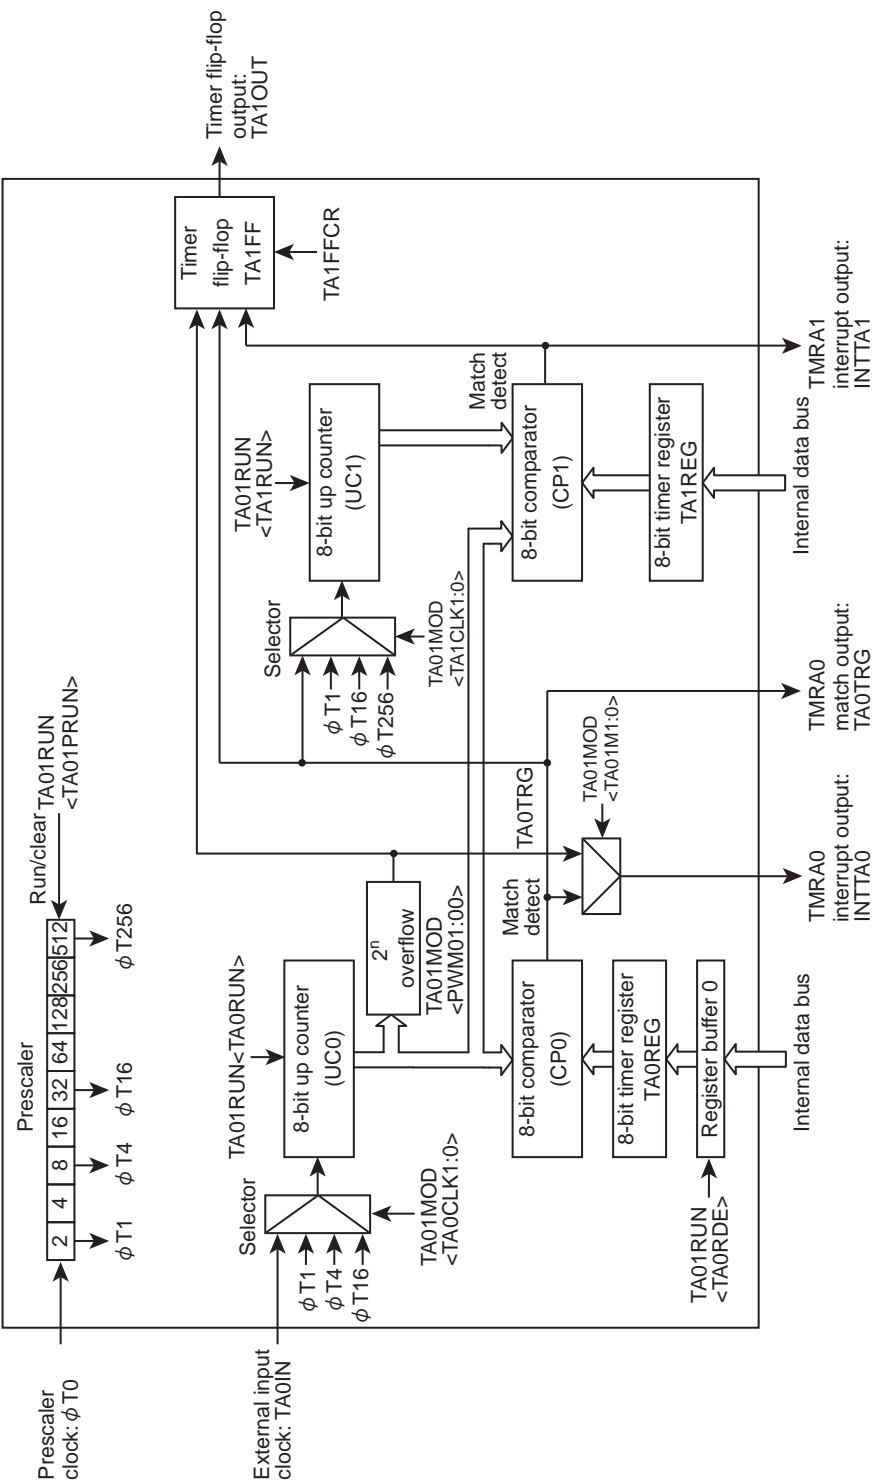 Prescaler
clock: φT0
Prescaler
2 4 8 16 32 64 128 256 512
φT1
φT4
φT16
φT256
Run/clear
TA01RUN
<TA01PRUN>
External input
clock: TA0IN
Selector
φT1
φT4
φT16
TA01MOD
<TA0CLK1:0>
TA01RUN<TA0RUN>
8-bit up counter
(UC0)
2n
overflow
TA01MOD
<PWM01:00>
8-bit comparator
(CP0)
Match
detect
TA0TRG
8-bit timer register
TA0REG
Register buffer 0
TA01RUN
<TA0RDE>
Internal data bus
TA01MOD
<TA01M1:0>
TMRA0
interrupt output:
INTTA0
TMRA0
match output:
TA0TRG
Selector
φT1
φT16
φT256
TA01MOD
<TA1CLK1:0>
TA01RUN
<TA1RUN>
8-bit up counter
(UC1)
8-bit comparator
(CP1)
Match
detect
8-bit timer register
TA1REG
Internal data bus
TMRA1
interrupt output:
INTTA1
Timer
flip-flop
TA1FF
TA1FFCR
Timer flip-flop
output:
TA1OUT